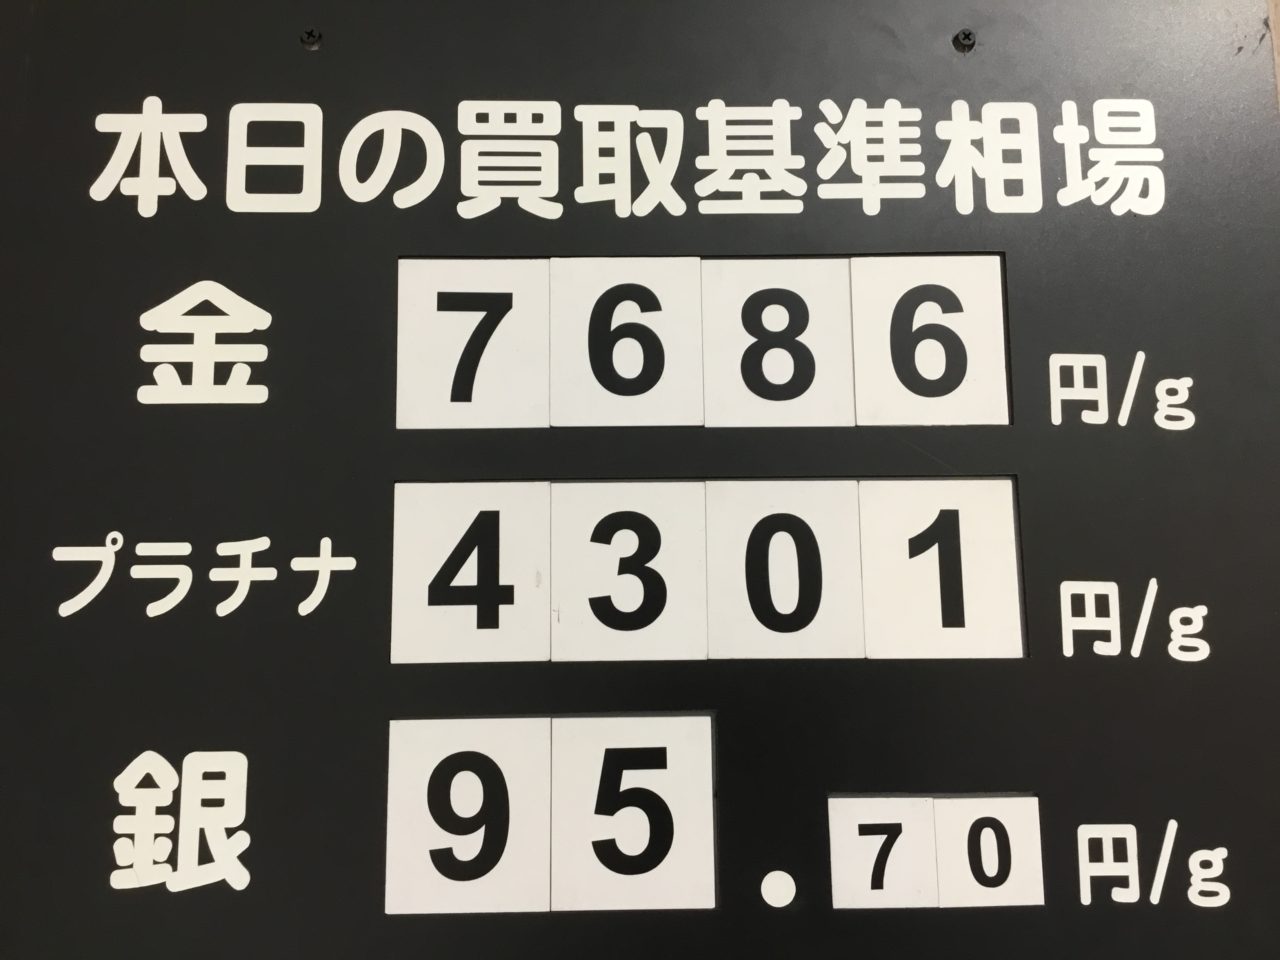 本日の買取基準相場
金 7686 円/g
プラチナ 4301 円/g
銀 95.70 円/g